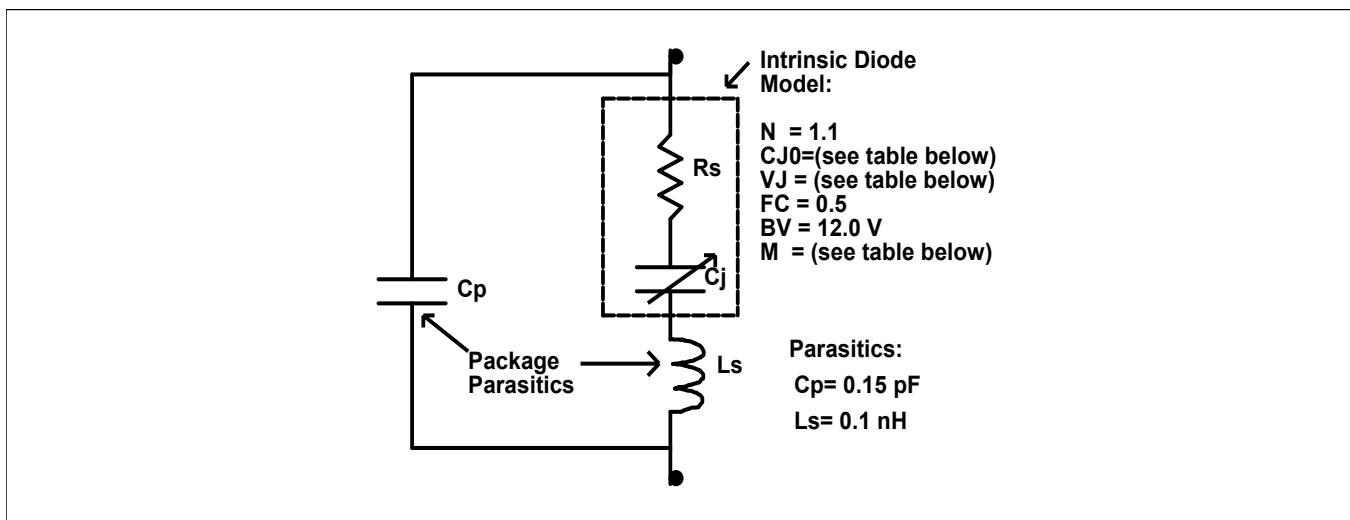 Intrinsic Diode
Model:
N = 1.1
CJ0=(see table below)
VJ = (see table below)
FC = 0.5
BV = 12.0 V
M = (see table below)
Rs
Cj
Cp
Package
Parasitics
Ls
Parasitics:
Cp= 0.15 pF
Ls= 0.1 nH